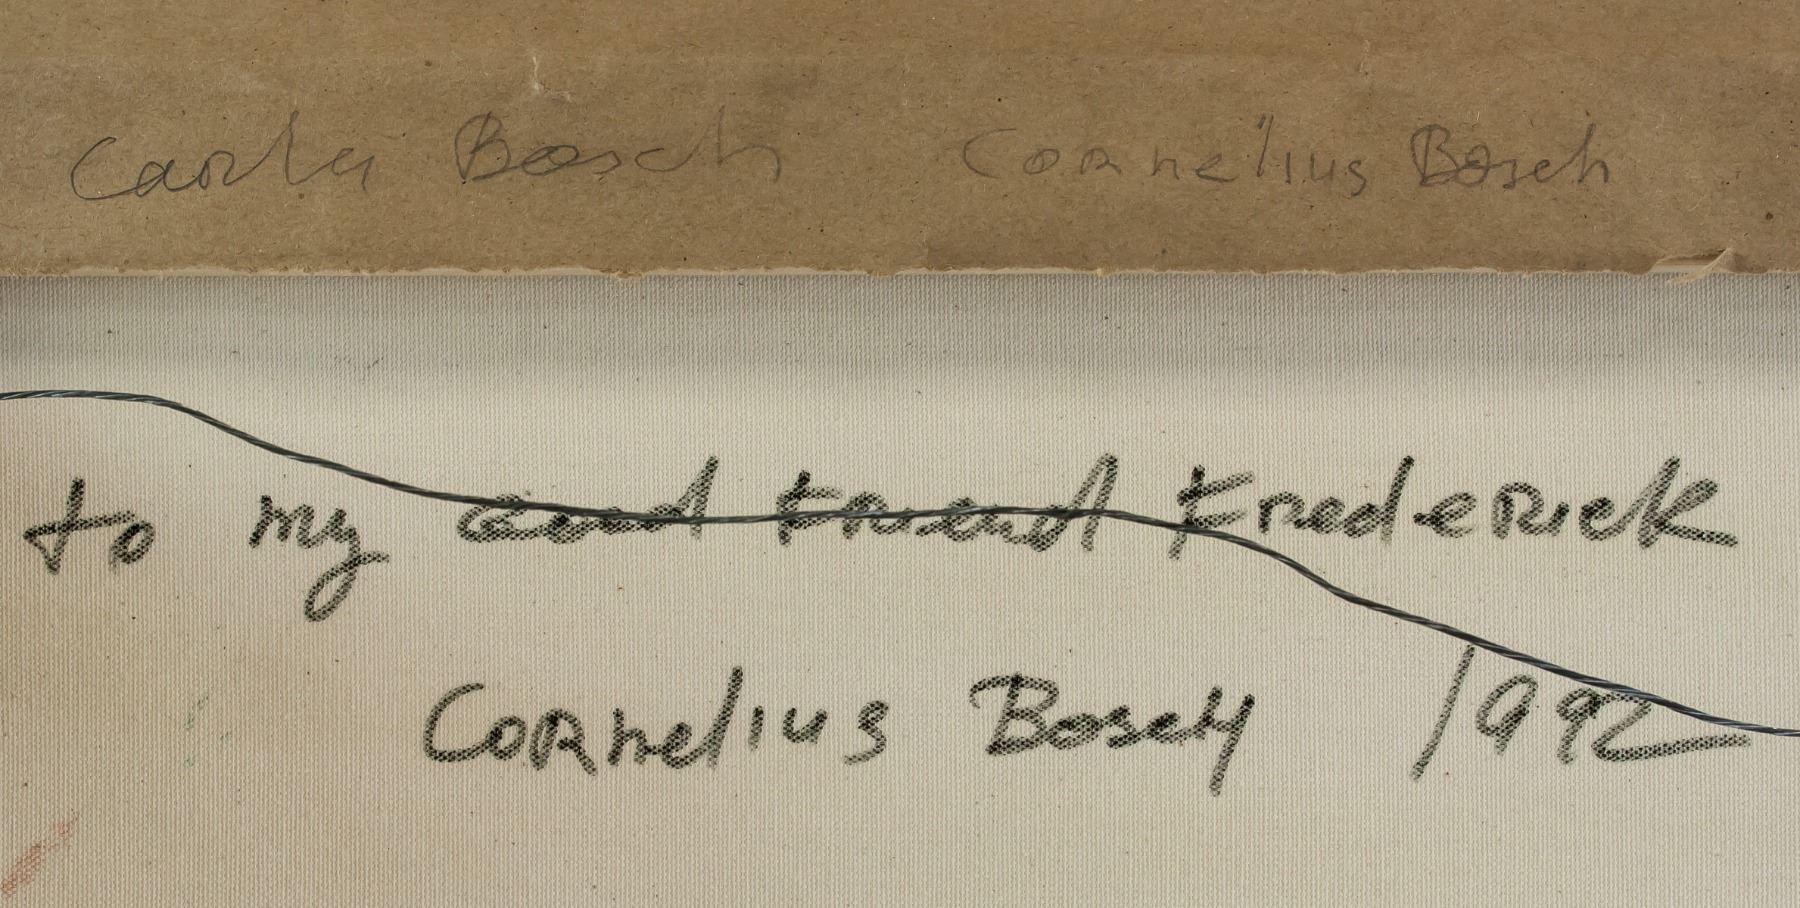 Carla Bosch Cornelius Bosch
to my Good Friend Frederick
Cornelius Bosch 1992